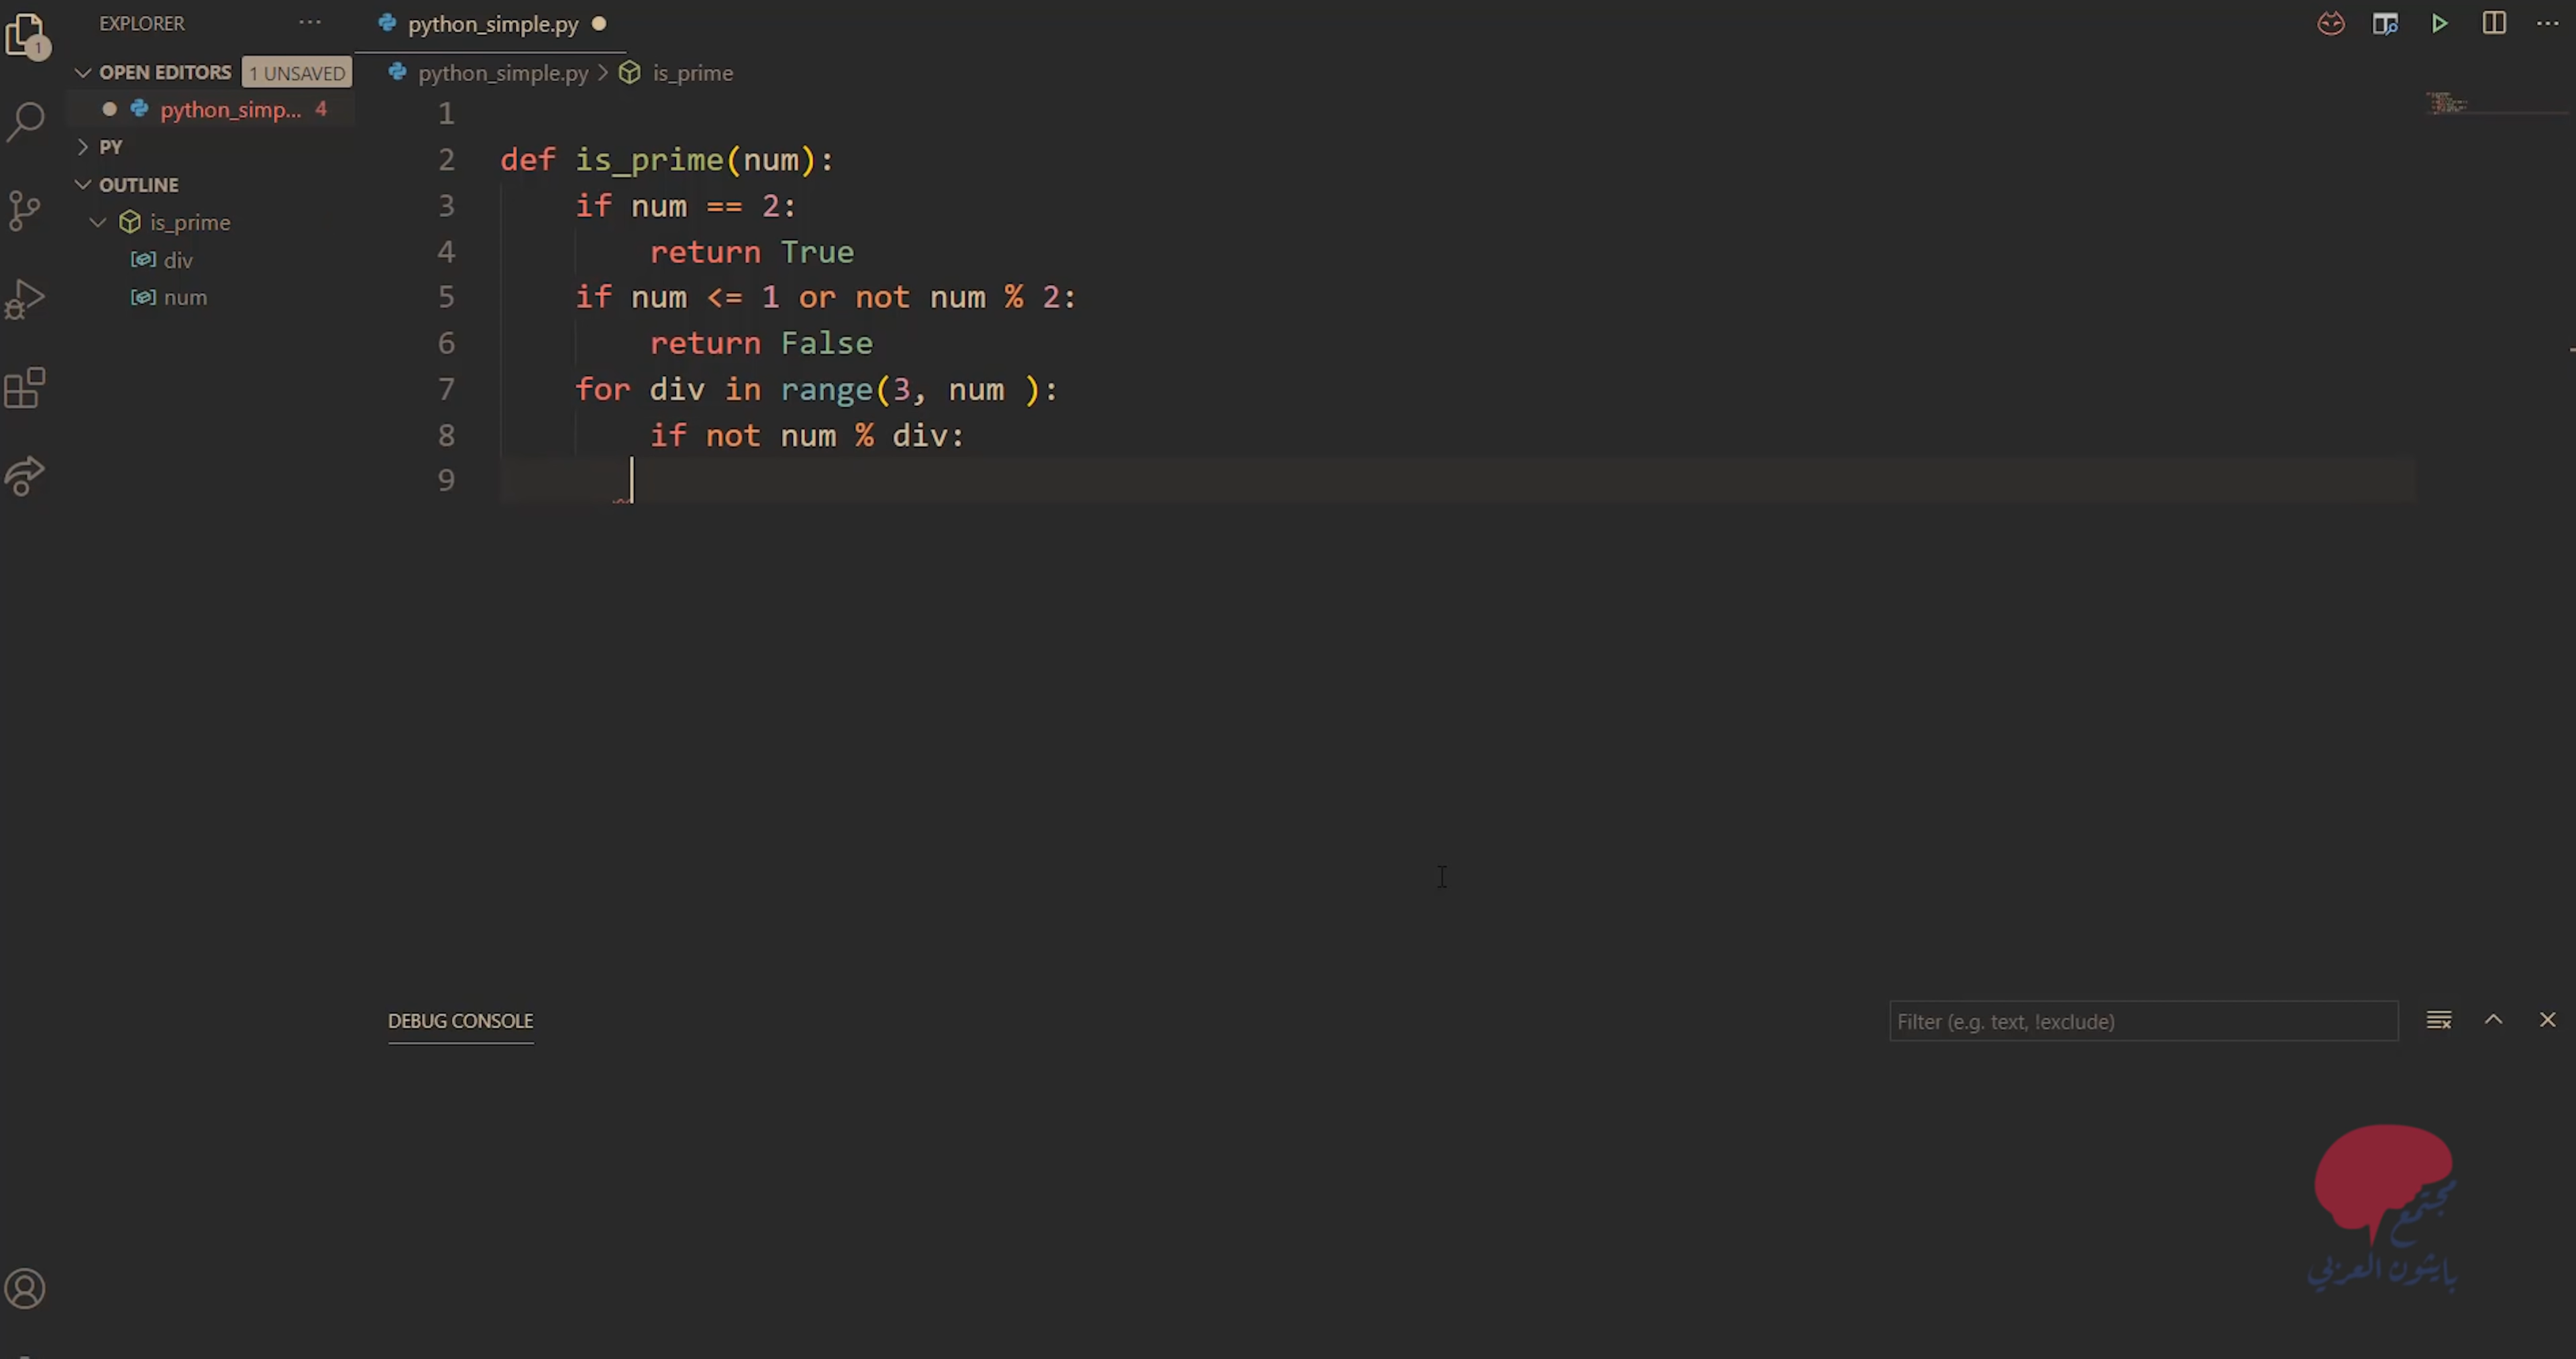 EXPLORER
python_simple.py
1
OPEN EDITORS
1 UNSAVED
python_simp... 4
PY
OUTLINE
is_prime
div
num
python_simple.py > is_prime
1
2 def is_prime(num):
3 if num == 2:
4 return True
5 if num <= 1 or not num % 2:
6 return False
7 for div in range(3, num ):
8 if not num % div:
9
DEBUG CONSOLE
Filter (e.g. text, !exclude)
مجتمع
بايثون العربي